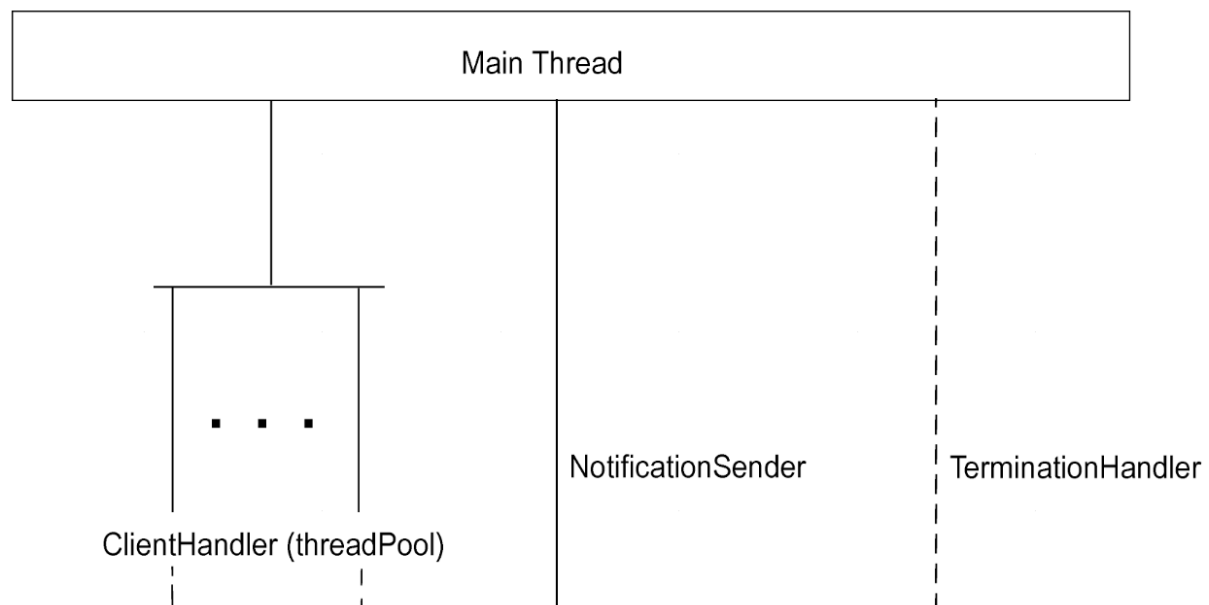 Main Thread
NotificationSender
TerminationHandler
ClientHandler (threadPool)